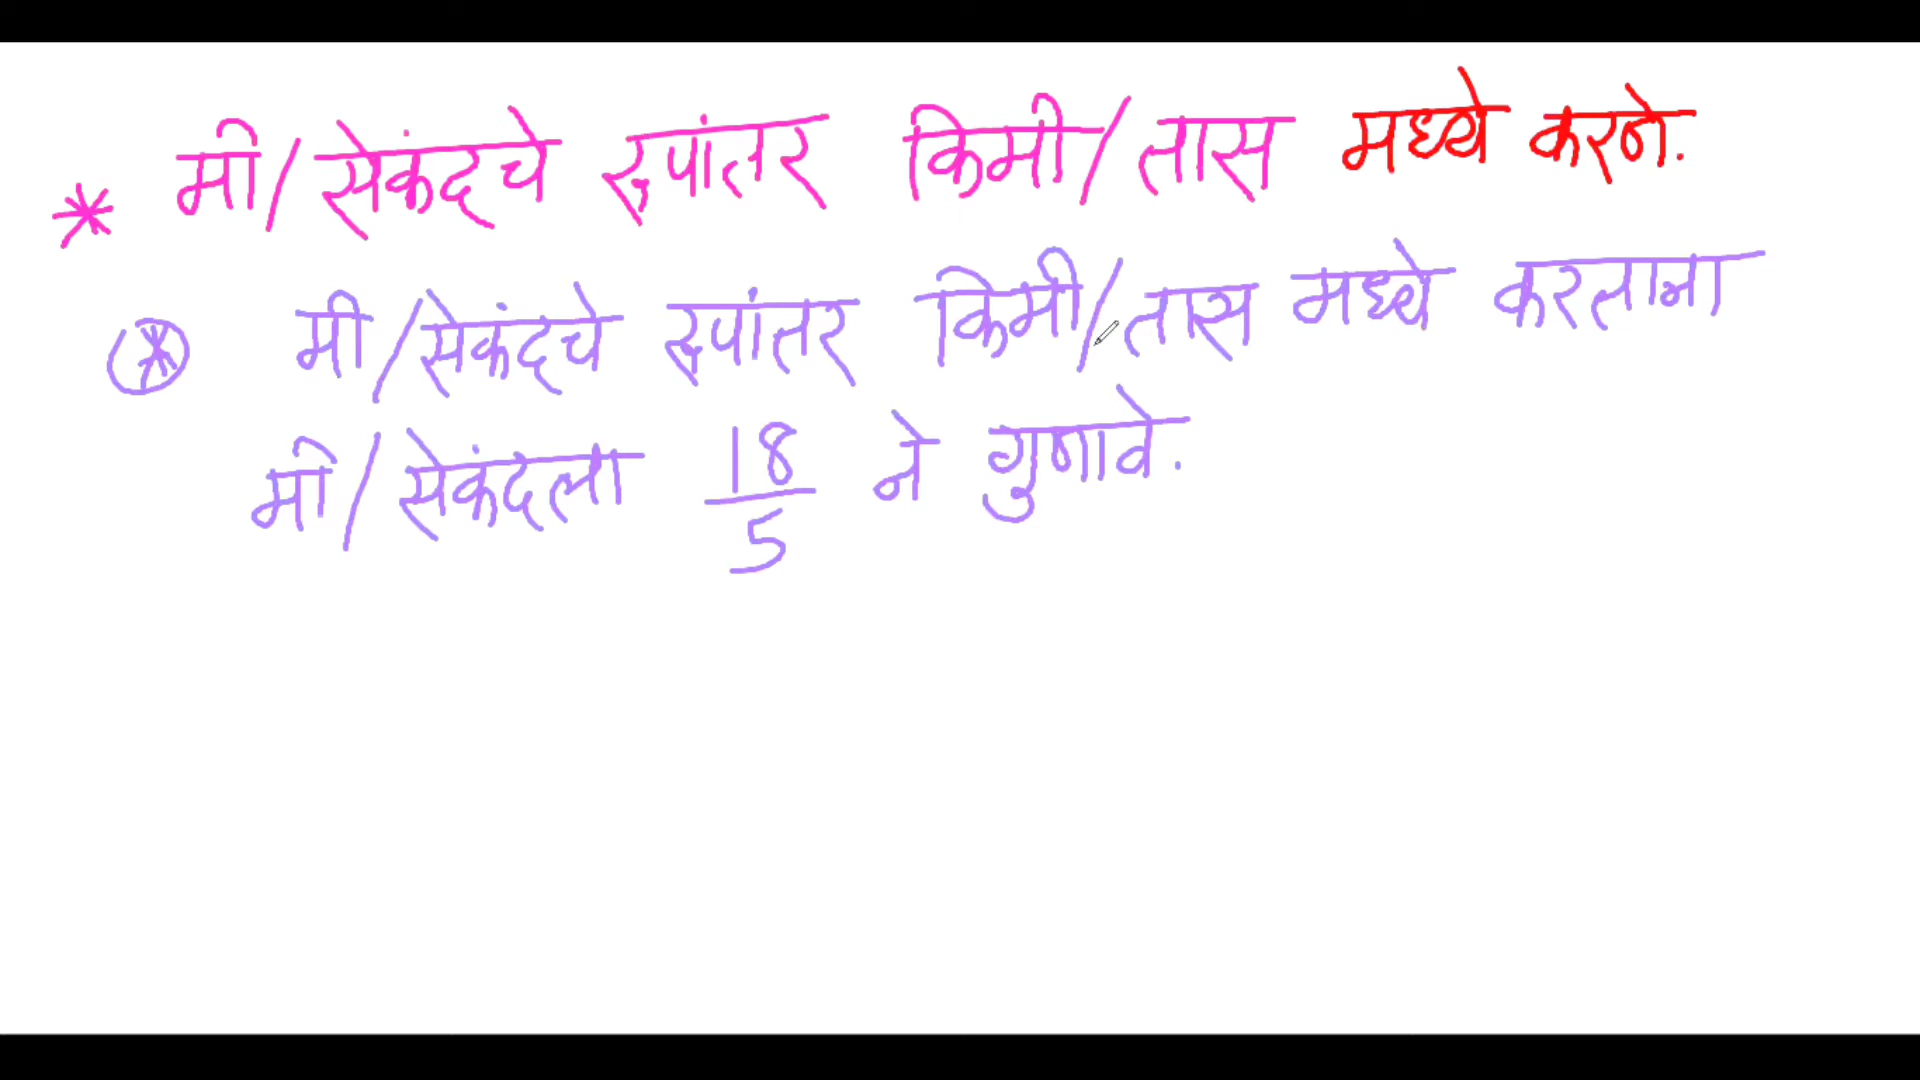 * मी/सेकंदचे रुपांतर किमी/तास मध्ये करणे.
* मी/सेकंदचे रुपांतर किमी/तास मध्ये करताना
मी/सेकंदला 18/5 ने गुणावे.